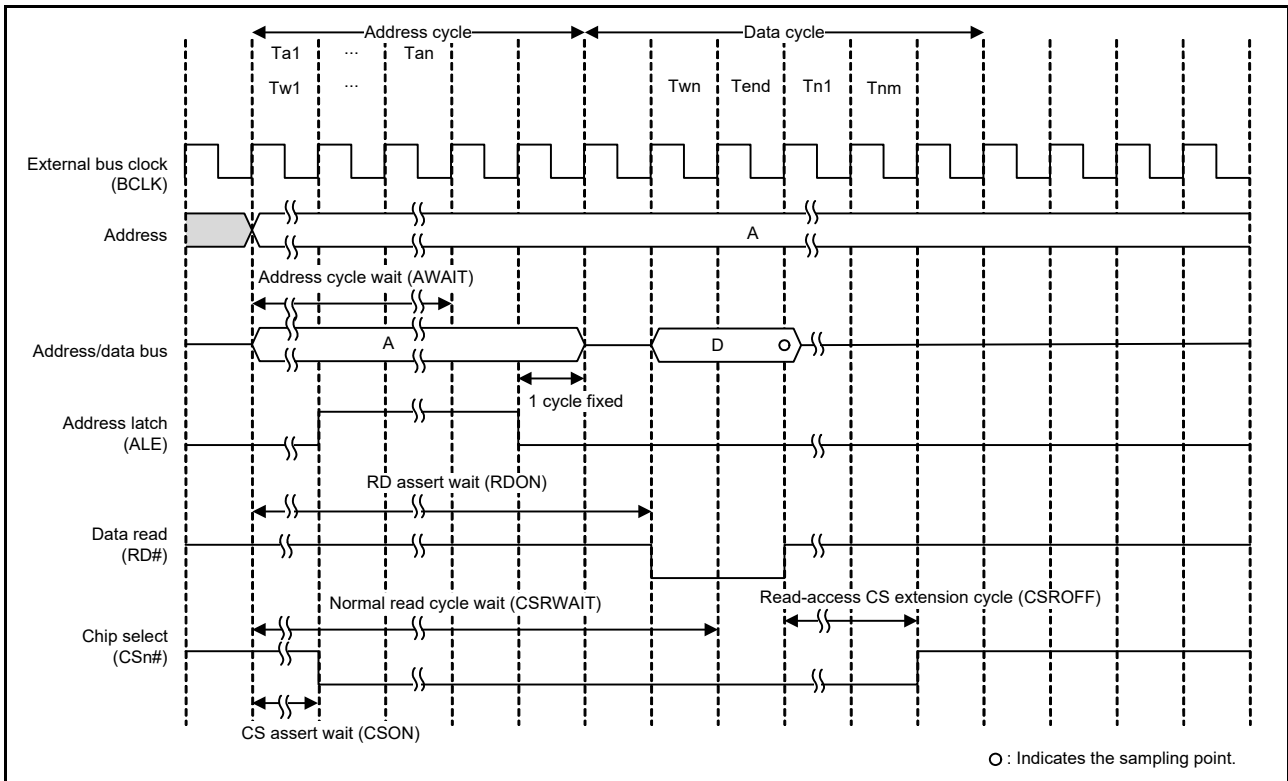 Address cycle Data cycle
Ta1 ... Tan
Tw1 ... Twn Tend Tn1 Tnm
External bus clock
(BCLK)
Address
A
Address cycle wait (AWAIT)
Address/data bus
A D
1 cycle fixed
Address latch
(ALE)
RD assert wait (RDON)
Data read
(RD#)
Normal read cycle wait (CSRWAIT)
Read-access CS extension cycle (CSROFF)
Chip select
(CSn#)
CS assert wait (CSON)
: Indicates the sampling point.